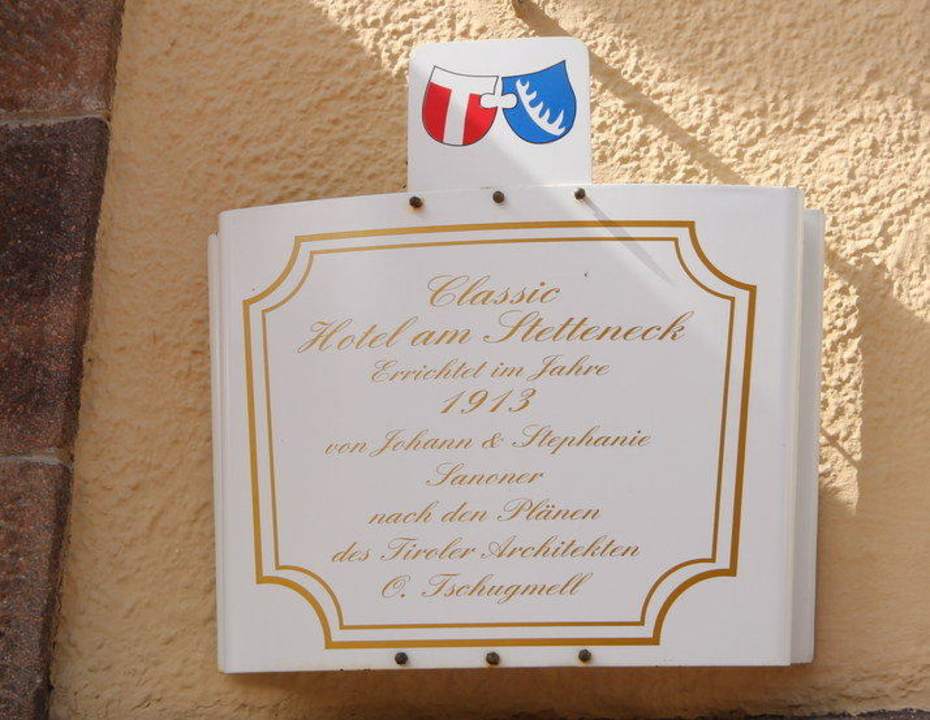 Classic
Hotel am Stetteneck
Errichtet im Jahre
1913
von Johann & Stephanie
Sanoner
nach den Plänen
des Tiroler Architekten
O. Tschugmell